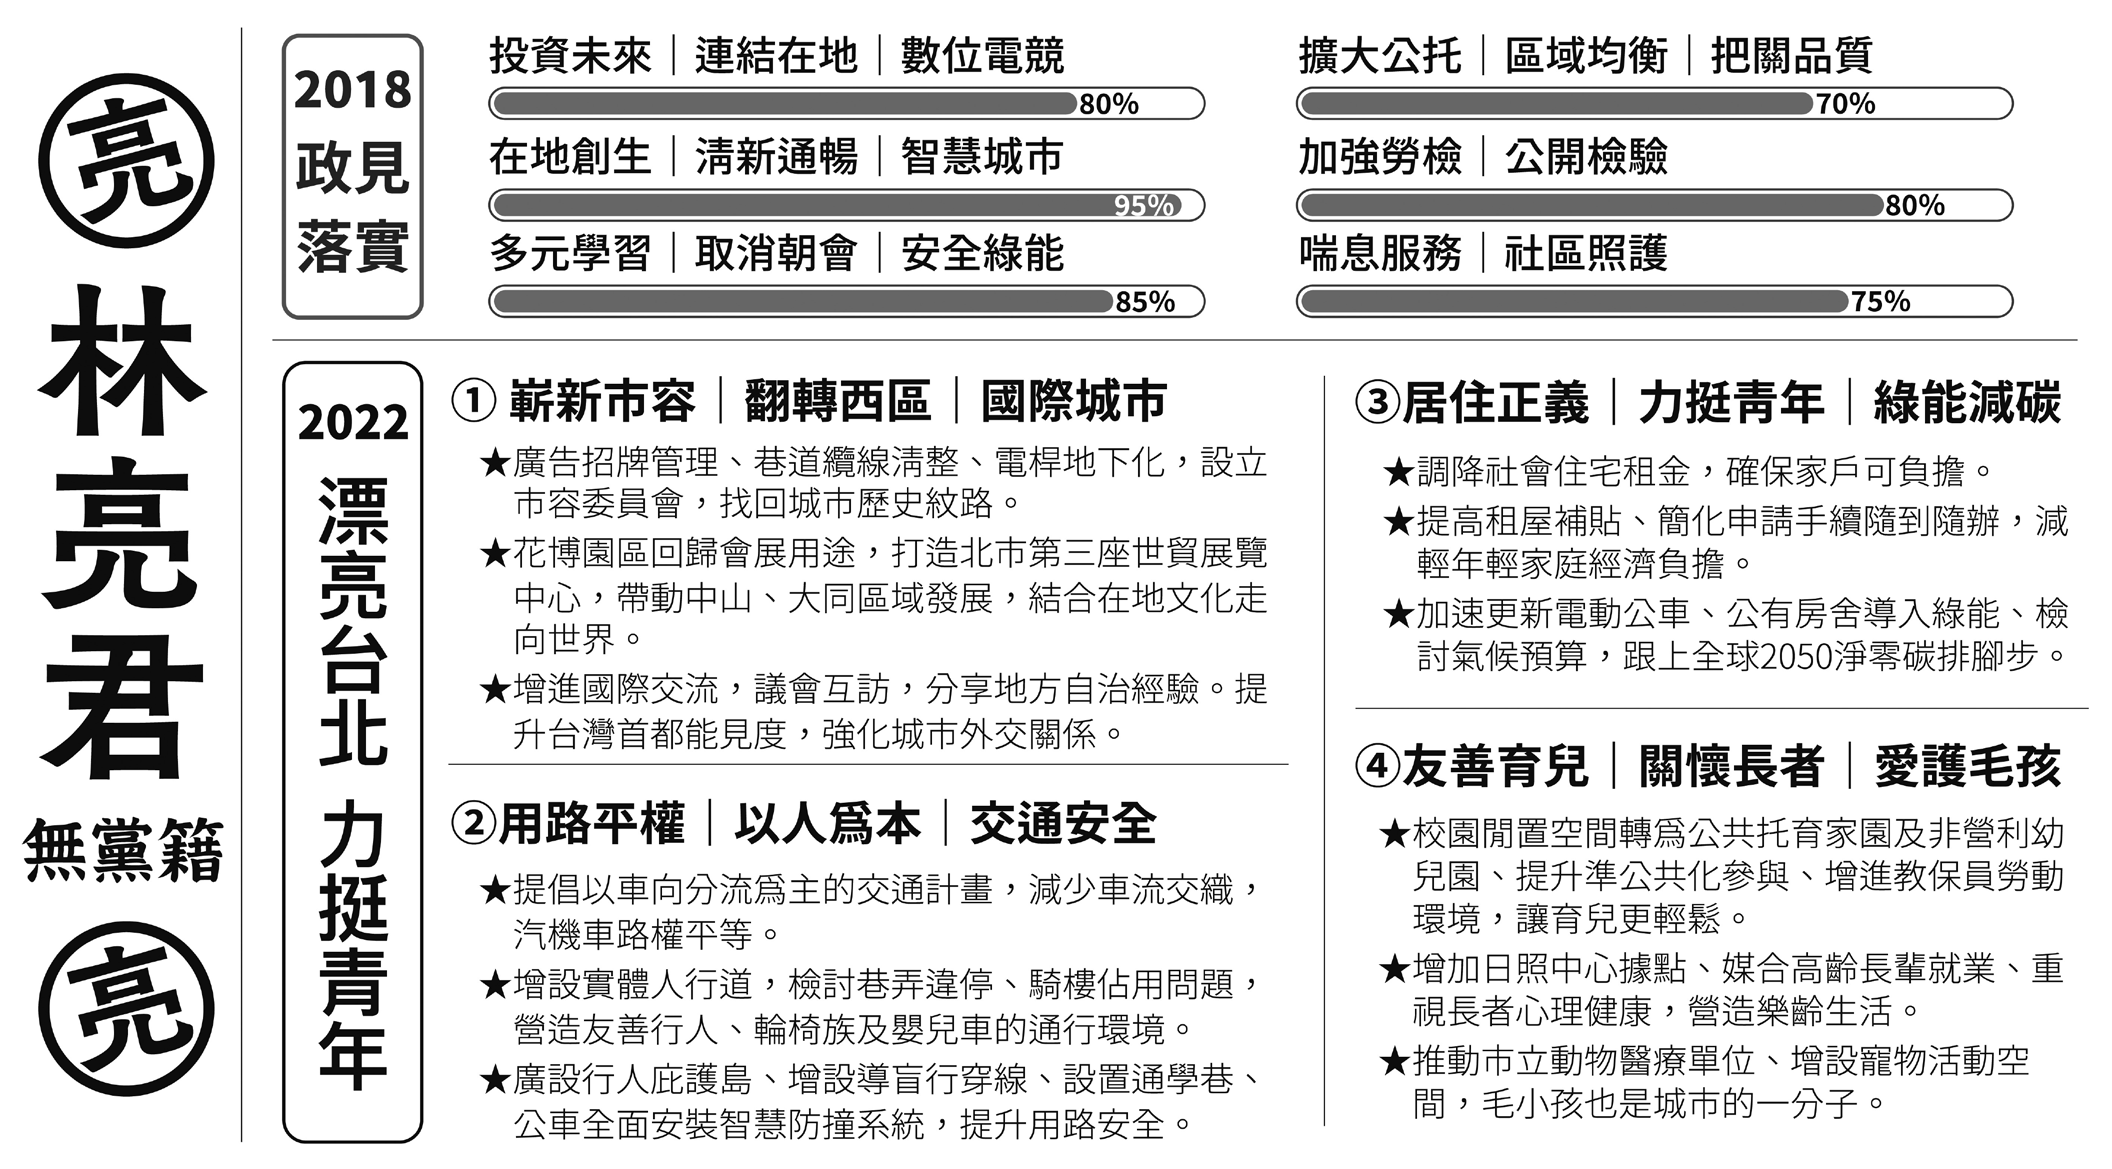 亮
林亮君
無黨籍
亮
2018
政見
落實
投資未來｜連結在地｜數位電競
80%
在地創生｜清新通暢｜智慧城市
95%
多元學習｜取消朝會｜安全綠能
85%
擴大公托｜區域均衡｜把關品質
70%
加強勞檢｜公開檢驗
80%
喘息服務｜社區照護
75%
2022
漂亮台北 力挺青年
① 嶄新市容｜翻轉西區｜國際城市
★廣告招牌管理、巷道纜線清整、電桿地下化，設立
市容委員會，找回城市歷史紋路。
★花博園區回歸會展用途，打造北市第三座世貿展覽
中心，帶動中山、大同區域發展，結合在地文化走
向世界。
★增進國際交流，議會互訪，分享地方自治經驗。提
升台灣首都能見度，強化城市外交關係。
②用路平權｜以人為本｜交通安全
★提倡以車向分流為主的交通計畫，減少車流交織，
汽機車路權平等。
★增設實體人行道，檢討巷弄違停、騎樓佔用問題，
營造友善行人、輪椅族及嬰兒車的通行環境。
★廣設行人庇護島、增設導盲行穿線、設置通學巷、
公車全面安裝智慧防撞系統，提升用路安全。
③居住正義｜力挺青年｜綠能減碳
★調降社會住宅租金，確保家戶可負擔。
★提高租屋補貼、簡化申請手續隨到隨辦，減
輕年輕家庭經濟負擔。
★加速更新電動公車、公有房舍導入綠能、檢
討氣候預算，跟上全球2050淨零碳排腳步。
④友善育兒｜關懷長者｜愛護毛孩
★校園閒置空間轉為公共托育家園及非營利幼
兒園、提升準公共化參與、增進教保員勞動
環境，讓育兒更輕鬆。
★增加日照中心據點、媒合高齡長輩就業、重
視長者心理健康，營造樂齡生活。
★推動市立動物醫療單位、增設寵物活動空
間，毛小孩也是城市的一分子。